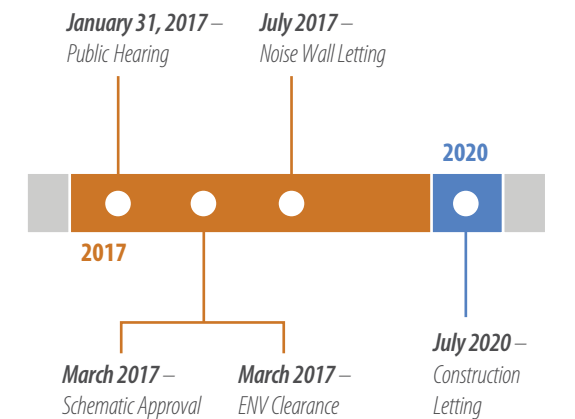 January 31, 2017 –
Public Hearing
July 2017 –
Noise Wall Letting
2020
2017
March 2017 –
Schematic Approval
March 2017 –
ENV Clearance
July 2020 –
Construction
Letting